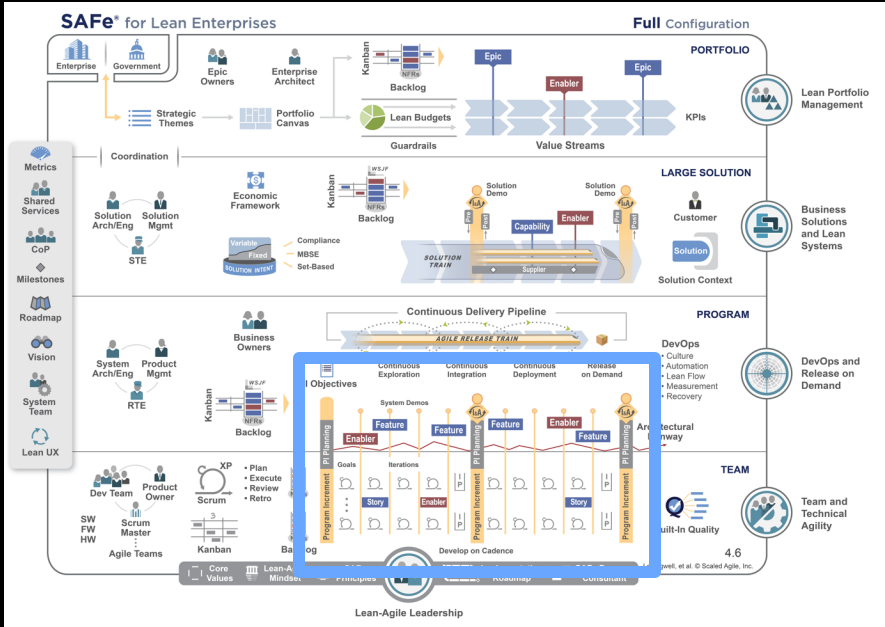 SAFe® for Lean Enterprises
Full Configuration
PORTFOLIO
Enterprise
Government
Epic
Owners
Enterprise
Architect
Kanban
NFRs
Backlog
Epic
Enabler
Epic
Lean Portfolio
Management
Strategic
Themes
Portfolio
Canvas
Lean Budgets
Guardrails
Value Streams
KPIs
Coordination
LARGE SOLUTION
Metrics
Shared
Services
CoP
Milestones
Roadmap
Vision
System
Team
Lean UX
Solution
Arch/Eng
Solution
Mgmt
STE
Economic
Framework
Variable
Fixed
SOLUTION INTENT
Compliance
MBSE
Set-Based
Kanban
WSJF
NFRs
Backlog
Solution
Demo
I&A
Pre
Post
Capability
Enabler
SOLUTION
TRAIN
Supplier
Solution
Demo
I&A
Pre
Post
Customer
Solution
Solution Context
Business
Solutions
and Lean
Systems
PROGRAM
Business
Owners
Continuous Delivery Pipeline
AGILE RELEASE TRAIN
System
Arch/Eng
Product
Mgmt
RTE
Kanban
WSJF
NFRs
Backlog
Objectives
Continuous
Exploration
Continuous
Integration
Continuous
Deployment
Release
on Demand
DevOps
• Culture
• Automation
• Lean Flow
• Measurement
• Recovery
DevOps and
Release on
Demand
System Demos
Enabler
Feature
Feature
I&A
Feature
Enabler
Feature
I&A
PI Planning
PI Planning
PI Planning
Architectural
TEAM
Dev Team
Product
Owner
Scrum
Master
SW
FW
HW
Agile Teams
XP
Scrum
• Plan
• Execute
• Review
• Retro
3
Kanban
Goals
Iterations
Story
Enabler
Story
I P
I P
I P
I P
Program Increment
Program Increment
Program Increment
Develop on Cadence
uilt-In Quality
Team and
Technical
Agility
4.6
© Scaled Agile, Inc.
Core
Values
Mindset
Principles
Roadmap
Consultant
Lean-Agile Leadership